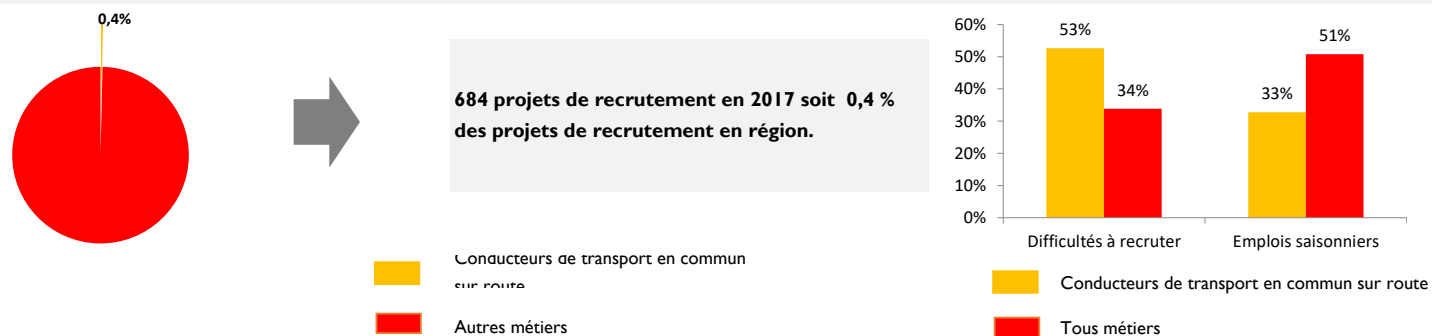 0,4%
684 projets de recrutement en 2017 soit 0,4 %
des projets de recrutement en région.
Conducteurs de transport en commun
sur route
Autres métiers
60%
50%
40%
30%
20%
10%
0%
53%
34%
33%
51%
Difficultés à recruter
Emplois saisonniers
Conducteurs de transport en commun sur route
Tous métiers